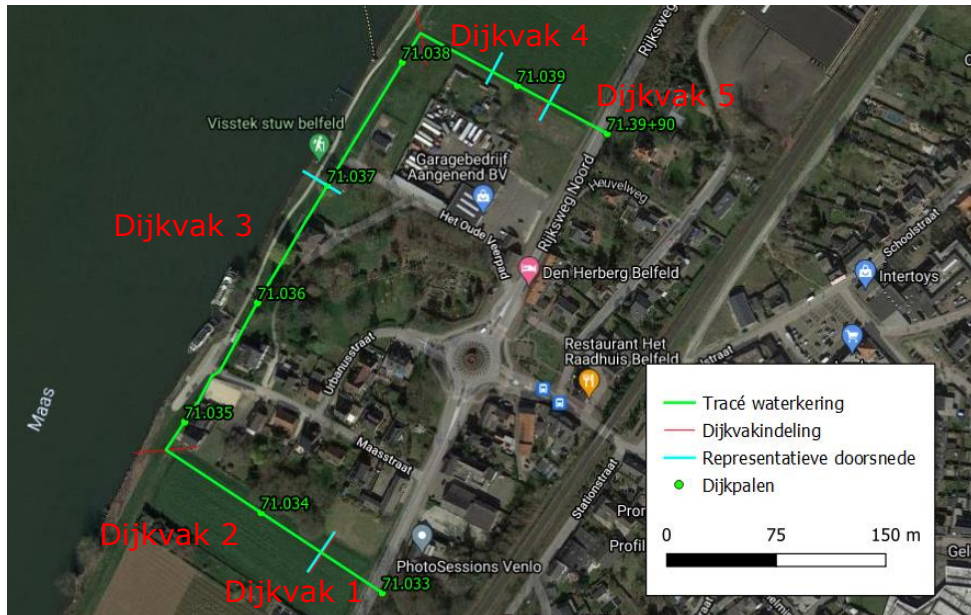 Dijkvak 4
Rijksweg
71.038
71.039
Dijkvak 5
71.39+90
Visstek stuw belfeld
Garagebedrijf
Aangenend BV
71.037
Heuvelweg
Rijksweg Noord
Het Oude Veerpad
Dijkvak 3
Schoolstraat
Den Herberg Belfeld
Intertoys
71.036
Restaurant Het
Raadhuis Belfeld
Urbanusstraat
Maas
71.035
Maasstraat
Stationstraat
71.034
Dijkvak 2
Profil
PhotoSessions Venlo
Dijkvak 1
71.033
Tracé waterkering
Dijkvakindeling
Representatieve doorsnede
Dijkpalen
0 75 150 m